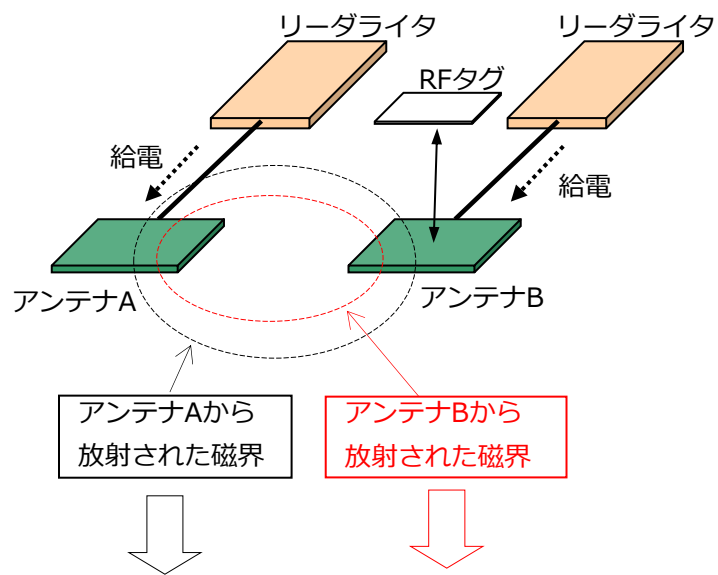 リーダライタ
リーダライタ
RFタグ
給電
給電
アンテナA
アンテナB
アンテナAから
放射された磁界
アンテナBから
放射された磁界